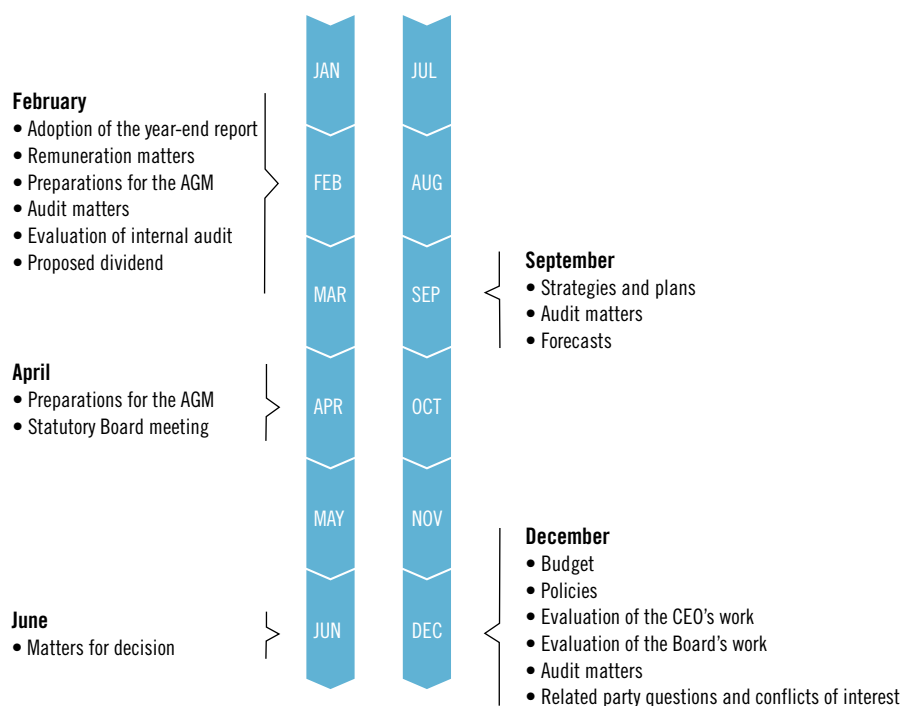 February
• Adoption of the year-end report
• Remuneration matters
• Preparations for the AGM
• Audit matters
• Evaluation of internal audit
• Proposed dividend
April
• Preparations for the AGM
• Statutory Board meeting
June
• Matters for decision
JAN
FEB
MAR
APR
MAY
JUN
JUL
AUG
SEP
OCT
NOV
DEC
September
• Strategies and plans
• Audit matters
• Forecasts
December
• Budget
• Policies
• Evaluation of the CEO’s work
• Evaluation of the Board’s work
• Audit matters
• Related party questions and conflicts of interest